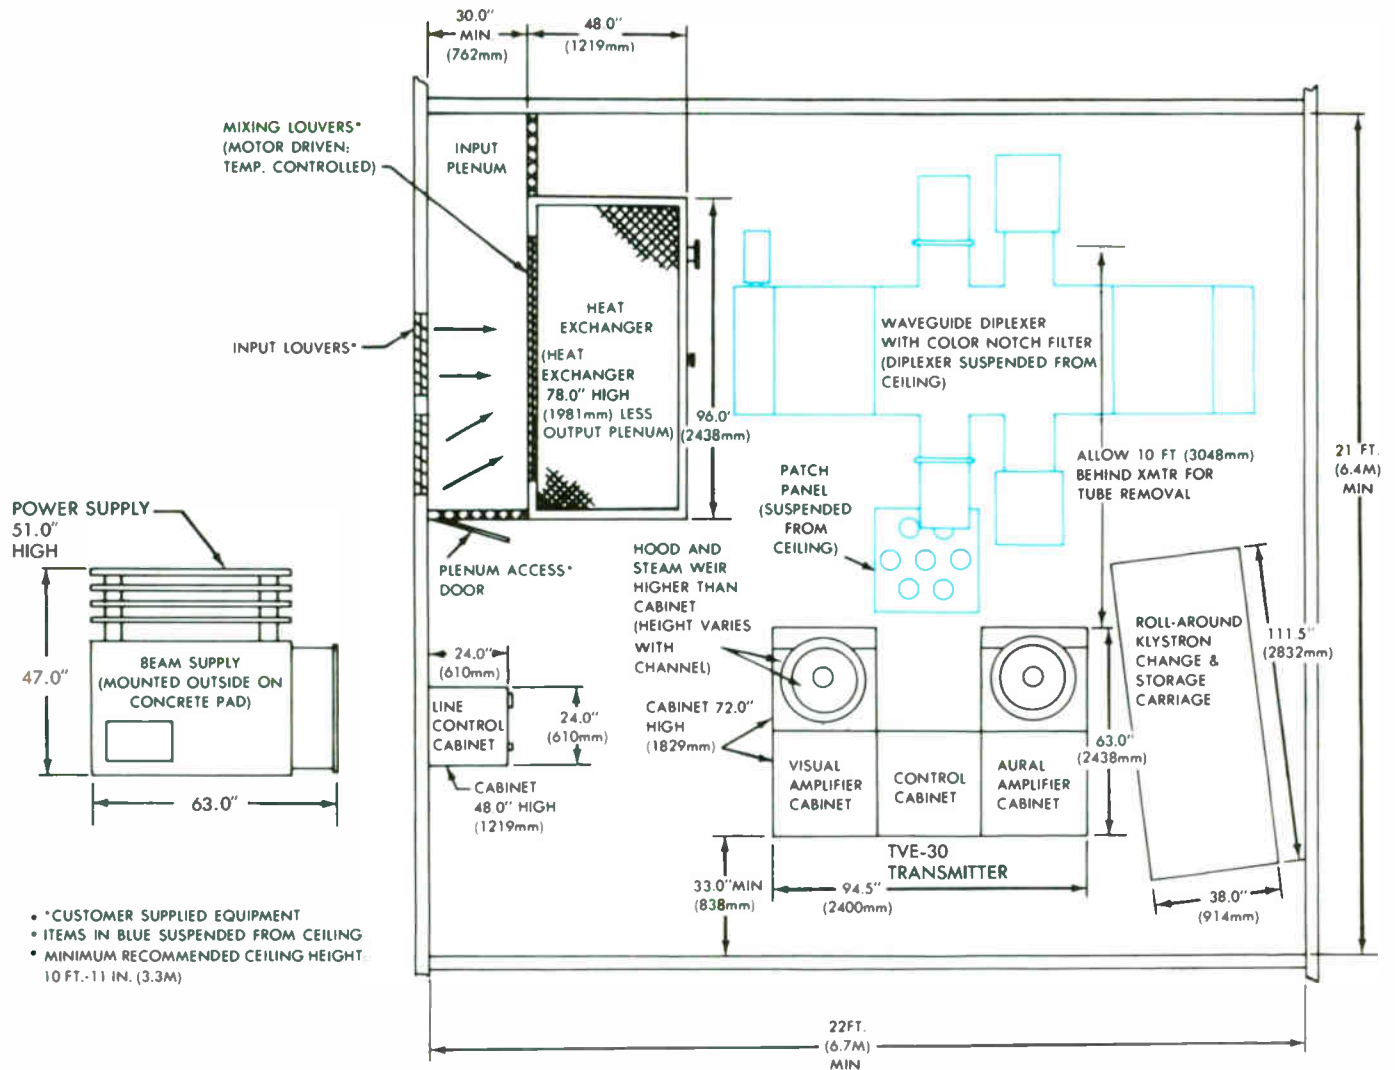 30.0"
MIN.
(762mm)
48.0"
(1219mm)
MIXING LOUVERS*
(MOTOR DRIVEN;
TEMP. CONTROLLED)
INPUT
PLENUM
INPUT LOUVERS*
HEAT
EXCHANGER
(HEAT
EXCHANGER
78.0" HIGH
(1981mm) LESS
OUTPUT PLENUM)
96.0'
(2438mm)
WAVEGUIDE DIPLEXER
WITH COLOR NOTCH FILTER
(DIPLEXER SUSPENDED FROM
CEILING)
ALLOW 10 FT (3048mm)
BEHIND XMTR FOR
TUBE REMOVAL
21 FT.
(6.4M)
MIN
PATCH
PANEL
(SUSPENDED
FROM
CEILING)
POWER SUPPLY
51.0"
HIGH
47.0"
BEAM SUPPLY
(MOUNTED OUTSIDE ON
CONCRETE PAD)
63.0"
PLENUM ACCESS*
DOOR
24.0"
(610mm)
LINE
CONTROL
CABINET
24.0"
(610mm)
CABINET
48.0" HIGH
(1219mm)
HOOD AND
STEAM WEIR
HIGHER THAN
CABINET
(HEIGHT VARIES
WITH
CHANNEL)
CABINET 72.0"
HIGH
(1829mm)
VISUAL
AMPLIFIER
CABINET
CONTROL
CABINET
AURAL
AMPLIFIER
CABINET
63.0"
(2438mm)
ROLL-AROUND
KLYSTRON
CHANGE &
STORAGE
CARRIAGE
111.5"
(2832mm)
38.0"
(914mm)
TVE-30
TRANSMITTER
33.0"MIN
(838mm)
94.5"
(2400mm)
• *CUSTOMER SUPPLIED EQUIPMENT
• ITEMS IN BLUE SUSPENDED FROM CEILING
• MINIMUM RECOMMENDED CEILING HEIGHT:
10 FT.-11 IN. (3.3M)
22FT.
(6.7M)
MIN